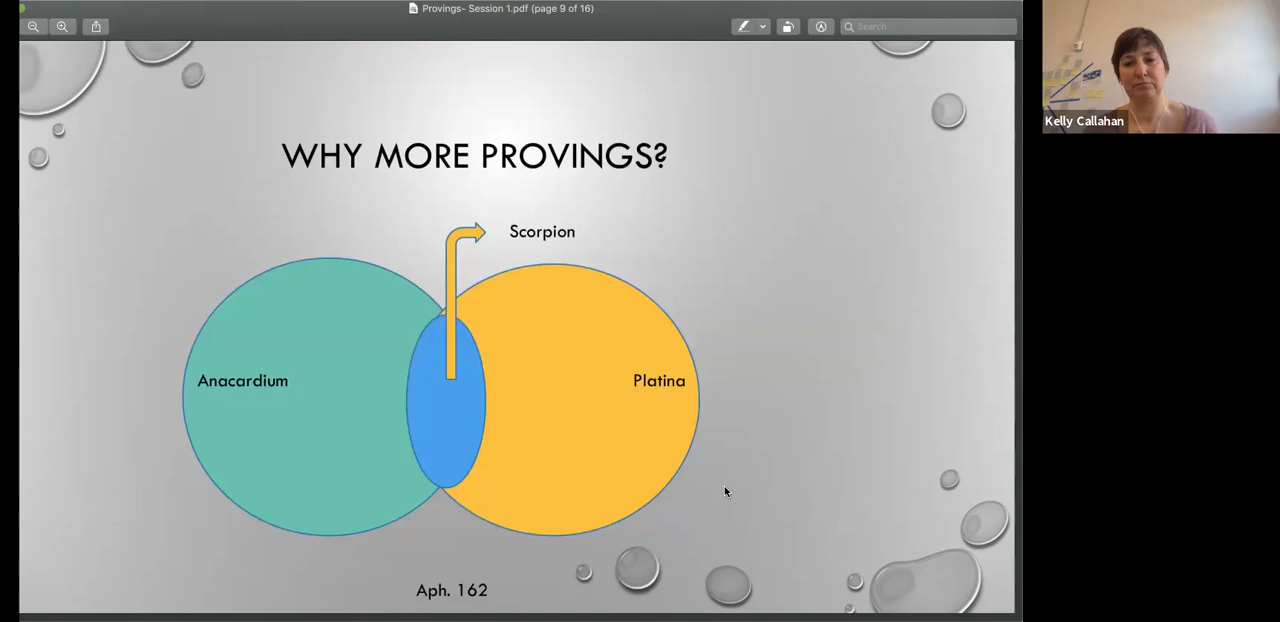 Provings- Session 1.pdf (page 9 of 16)
Search
Kelly Callahan
WHY MORE PROVINGS?
Scorpion
Anacardium
Platina
Aph. 162